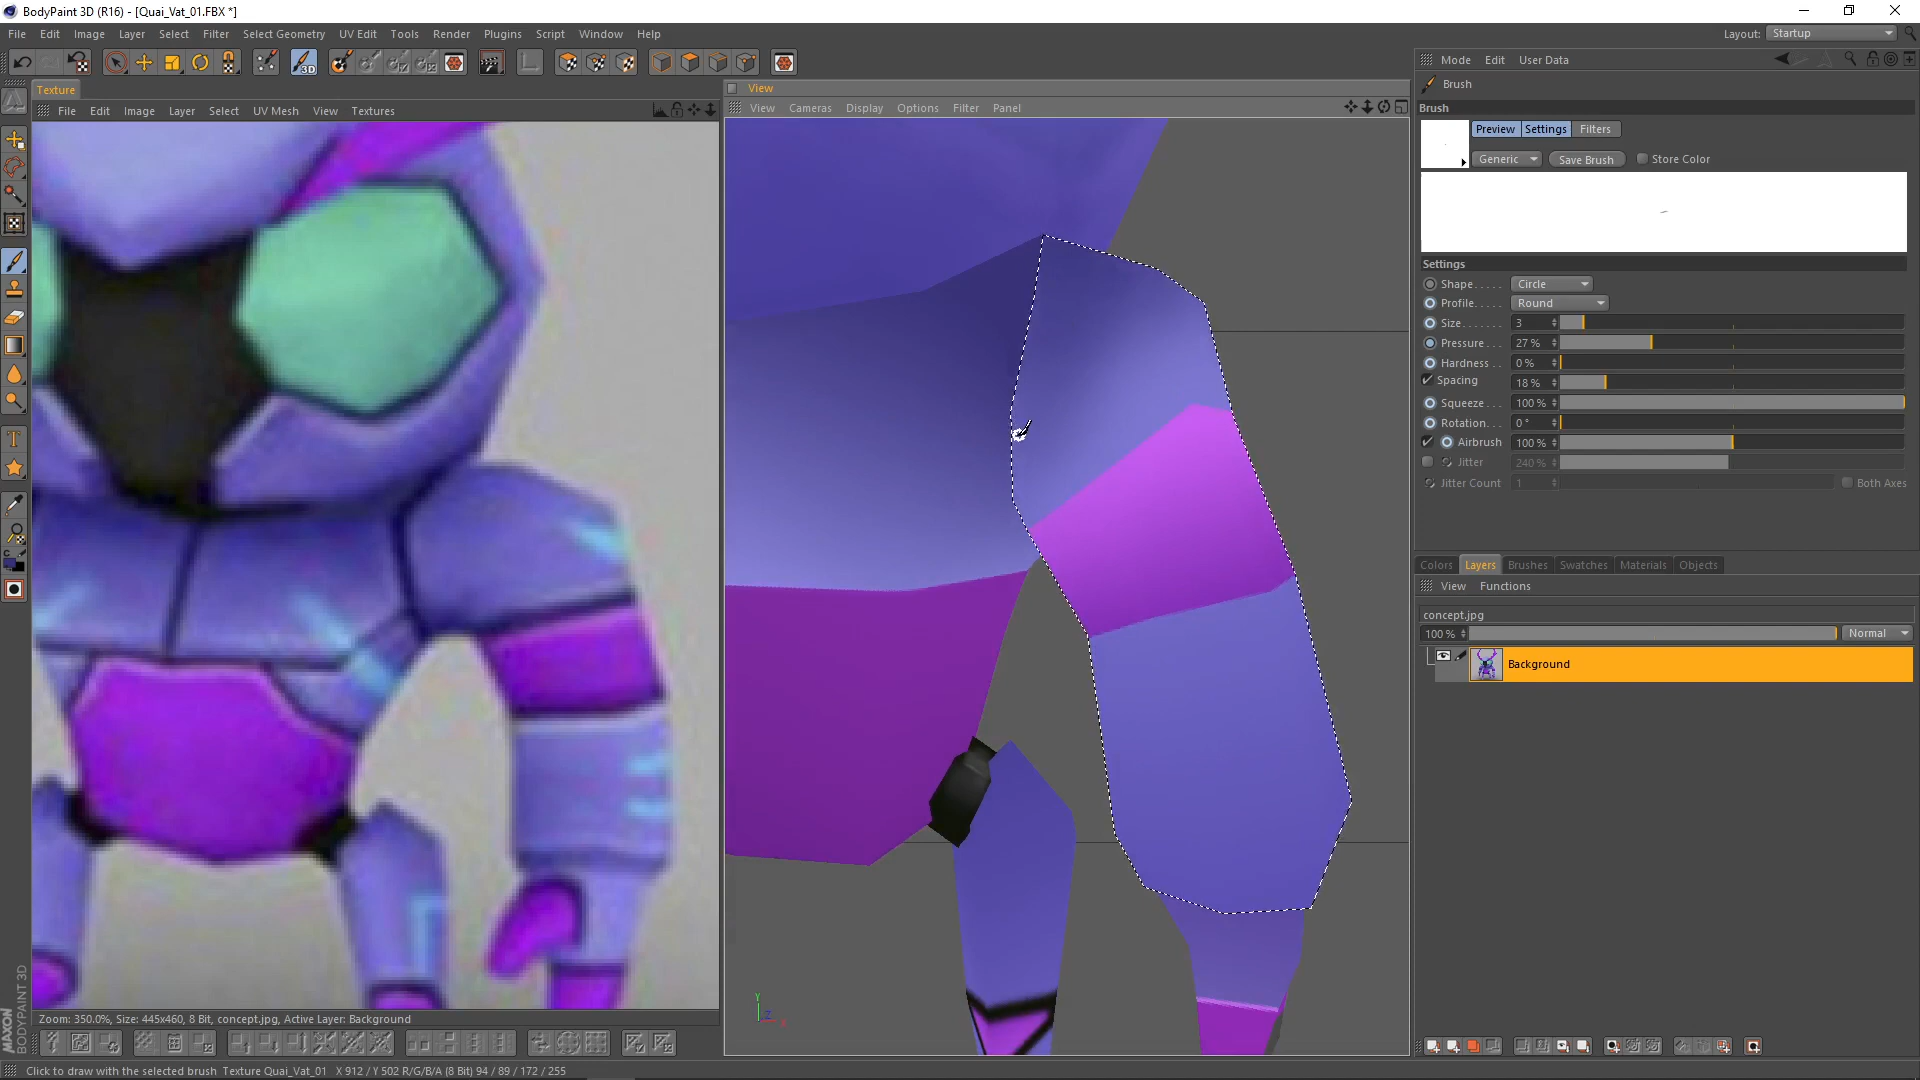 BodyPaint 3D (R16) - [Quai_Vat_01.FBX *]
File Edit Image Layer Select Filter Select Geometry UV Edit Tools Render Plugins Script Window Help
Layout: Startup
Texture
File Edit Image Layer Select UV Mesh View Textures
View
View Cameras Display Options Filter Panel
Mode Edit User Data
Brush
Brush
Preview Settings Filters
Generic Save Brush Store Color
Settings
Shape..... Circle
Profile..... Round
Size....... 3
Pressure... 27 %
Hardness.. 0 %
Spacing 18 %
Squeeze... 100 %
Rotation... 0 °
Airbrush 100 %
Jitter 240 %
Jitter Count 1 Both Axes
Colors Layers Brushes Swatches Materials Channels Objects
View Functions
concept.jpg
100 % Normal
Background
3D
C
Y
Z
X
MAXON
BODYPAINT 3D
Zoom: 350.0%, Size: 445x460, 8 Bit, concept.jpg, Active Layer: Background
Click to draw with the selected brush Texture Quai_Vat_01 X 912 / Y 502 R/G/B/A (8 Bit) 94 / 89 / 172 / 255